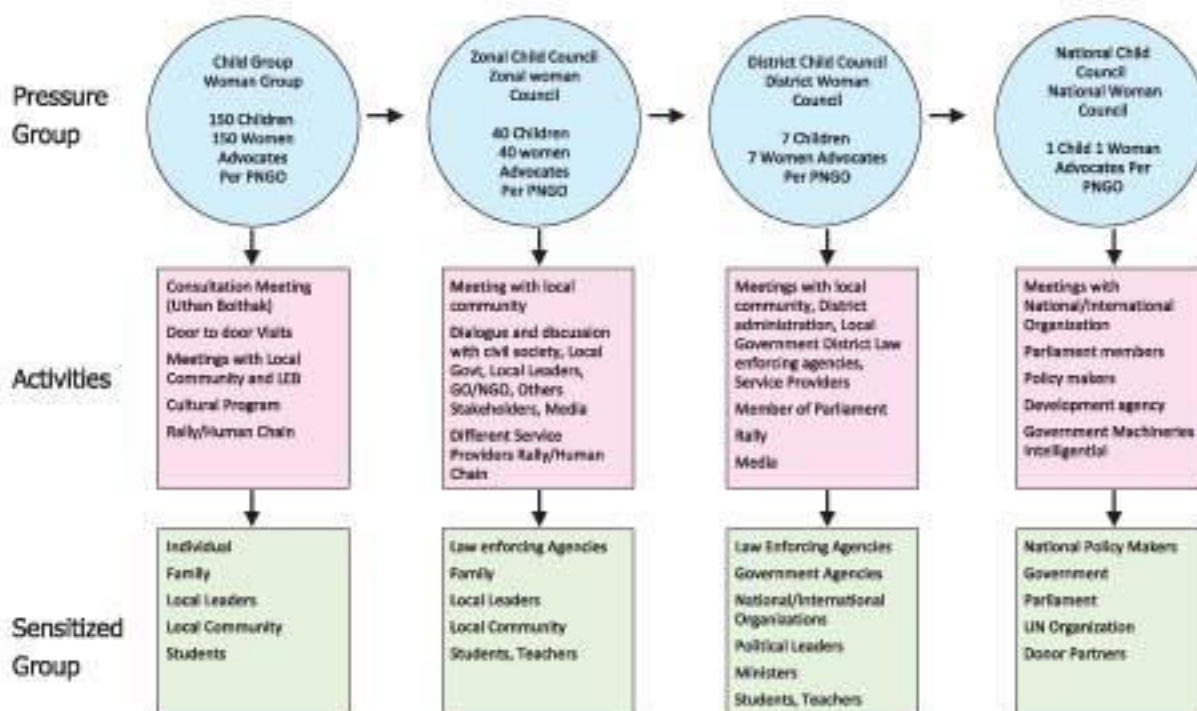 Pressure
Group
Child Group
Woman Group
150 Children
150 Women
Advocates
Per PNGO
Zonal Child Council
Zonal woman
Council
40 Children
40 women
Advocates
Per PNGO
District Child Council
District Woman
Council
7 Children
7 Women Advocates
Per PNGO
National Child
Council
National Woman
Council
1 Child 1 Woman
Advocates Per
PNGO
Activities
Consultation Meeting
(Uthan Boithak)
Door to door Visits
Meetings with Local
Community and LEB
Cultural Program
Rally/Human Chain
Meeting with local
community
Dialogue and discussion
with civil society, Local
Govt, Local Leaders,
GO/NGO, Others
Stakeholders, Media
Different Service
Providers Rally/Human
Chain
Meetings with local
community, District
administration, Local
Government District Law
enforcing agencies,
Service Providers
Member of Parliament
Rally
Media
Meetings with
National/International
Organization
Parliament members
Policy makers
Development agency
Government Machineries
Intelligential
Sensitized
Group
Individual
Family
Local Leaders
Local Community
Students
Law enforcing Agencies
Family
Local Leaders
Local Community
Students, Teachers
Law Enforcing Agencies
Government Agencies
National/International
Organizations
Political Leaders
Ministers
Students, Teachers
National Policy Makers
Government
Parliament
UN Organization
Donor Partners